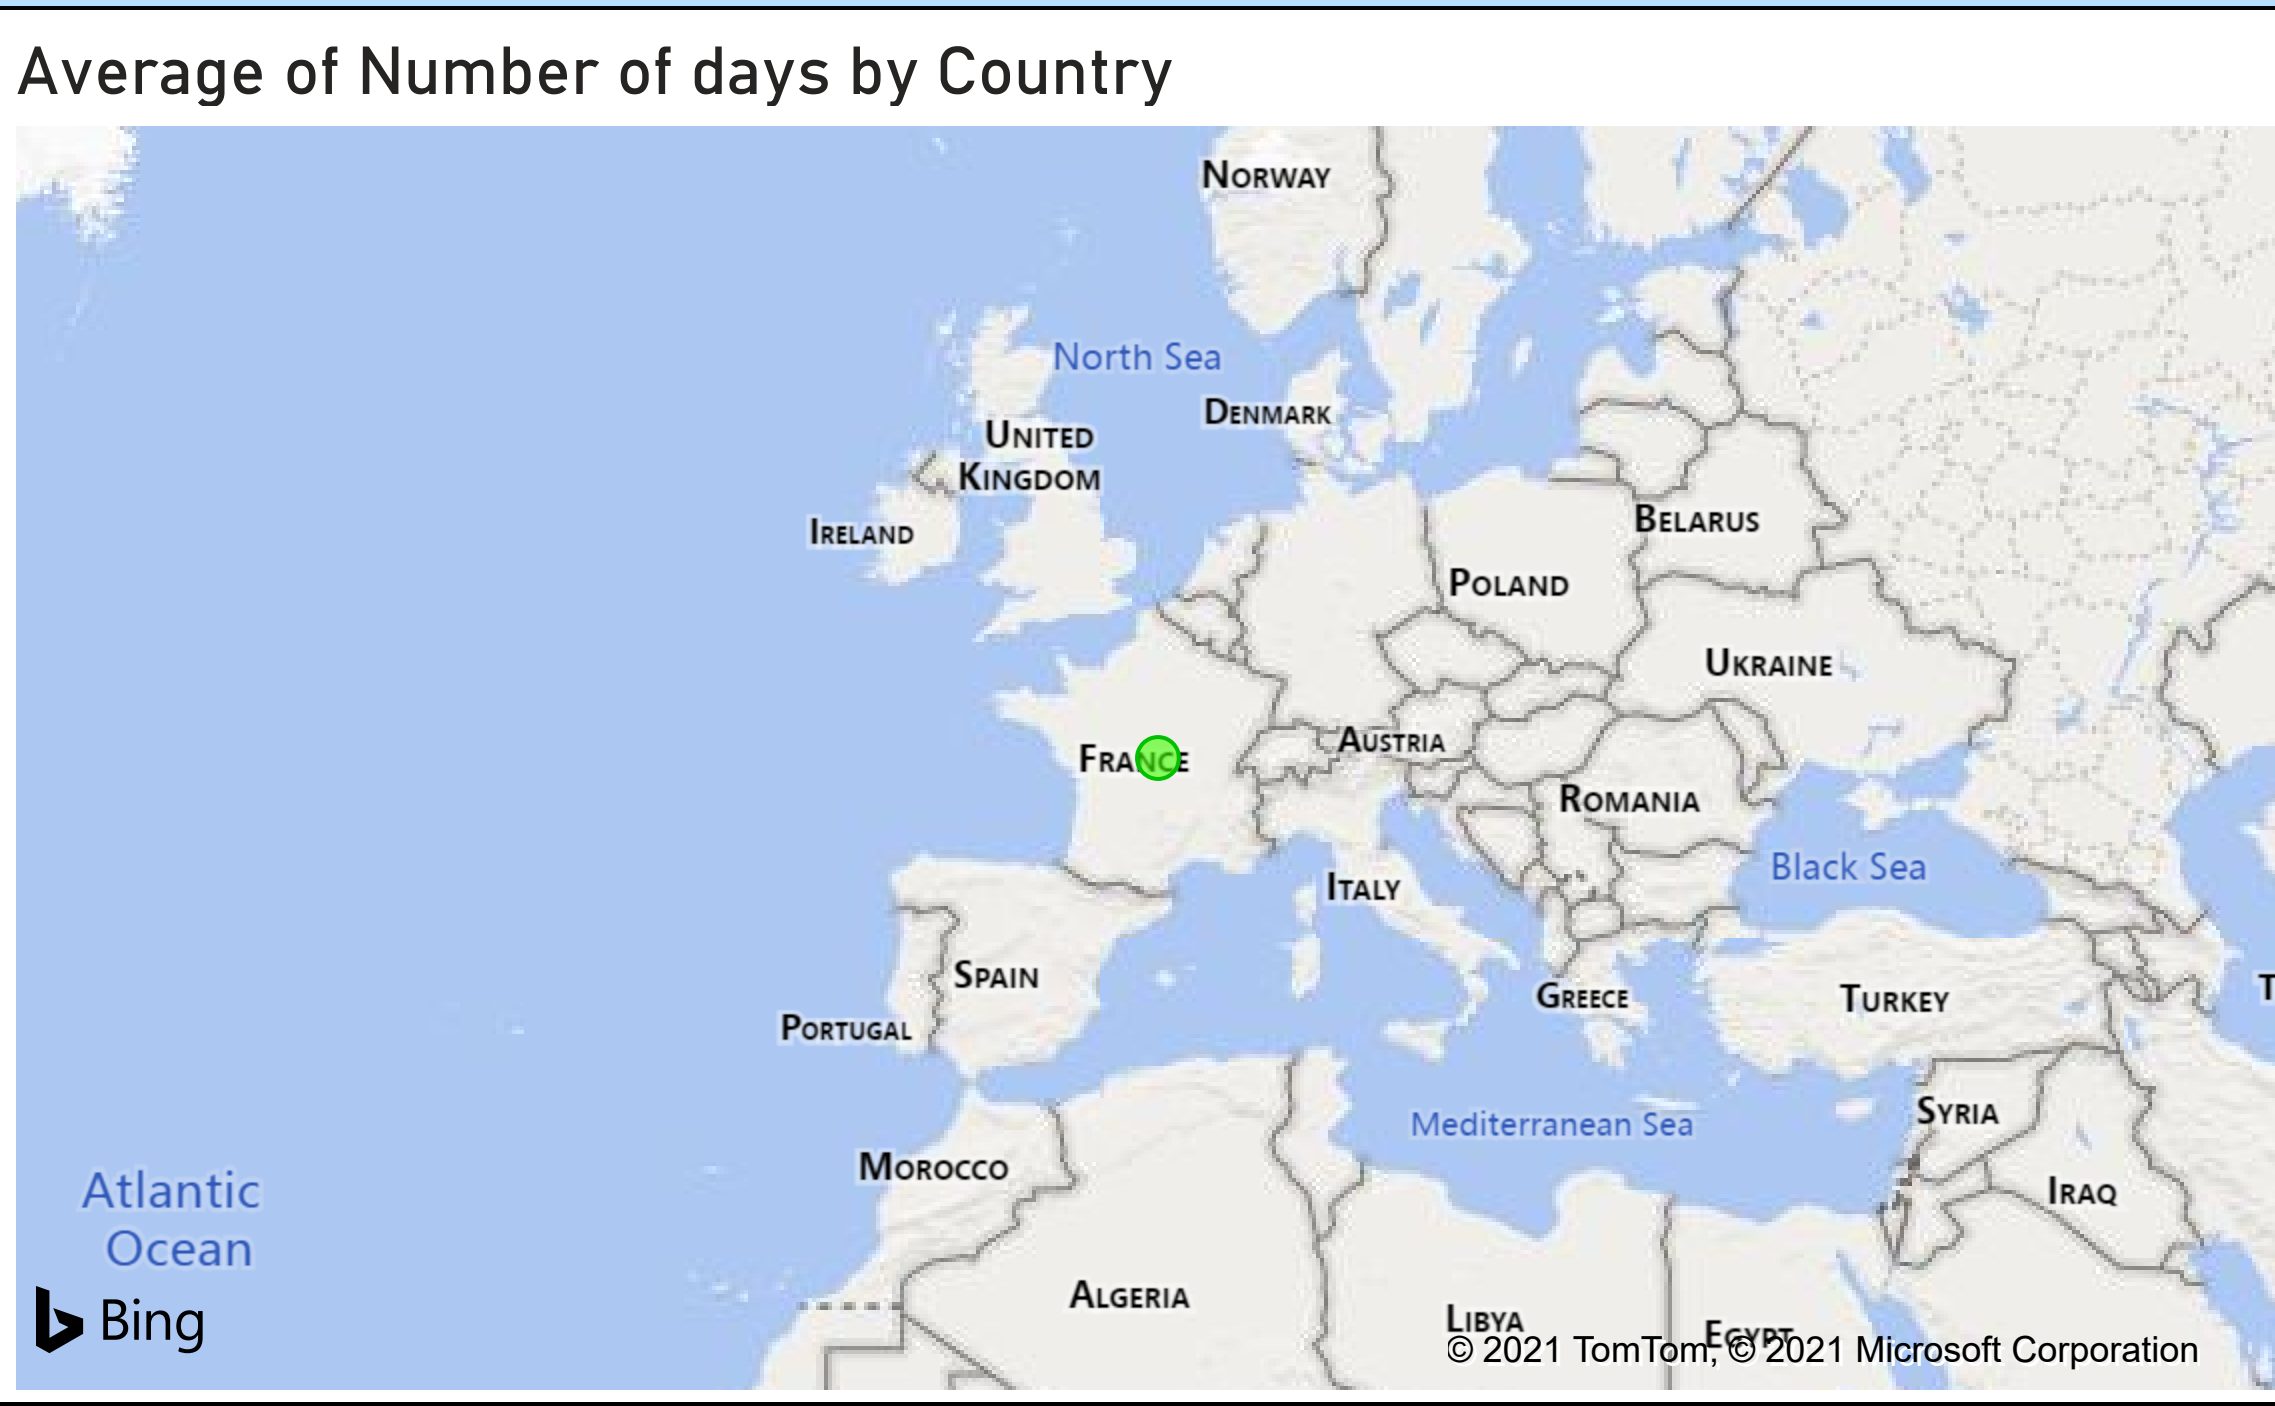 Average of Number of days by Country
NORWAY
North Sea
DENMARK
UNITED
KINGDOM
IRELAND
BELARUS
POLAND
UKRAINE
FRANCE
AUSTRIA
ROMANIA
Black Sea
ITALY
SPAIN
GREECE
TURKEY
T
PORTUGAL
Mediterranean Sea
SYRIA
MOROCCO
IRAQ
Atlantic
Ocean
ALGERIA
LIBYA
EGYPT
Bing
© 2021 TomTom, © 2021 Microsoft Corporation